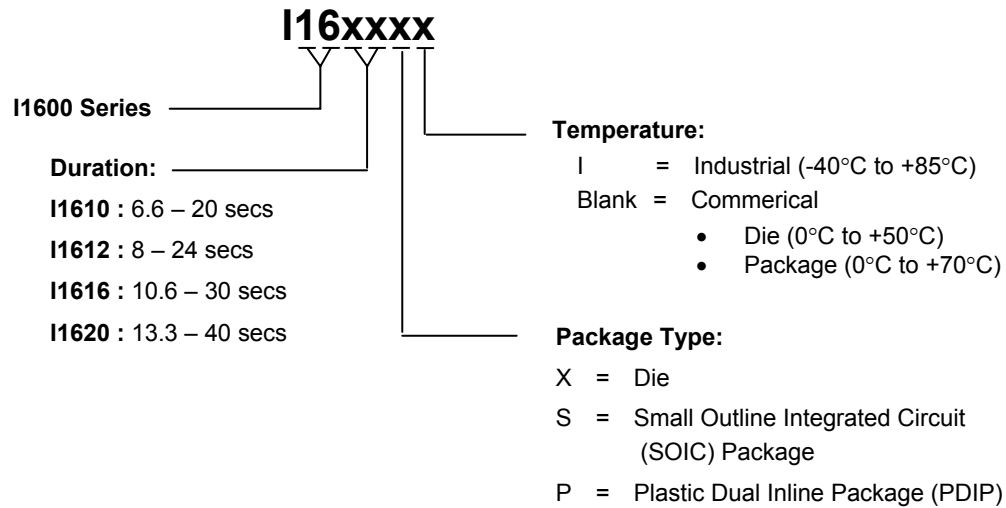 I16xxxx
I1600 Series
Duration:
I1610 : 6.6 – 20 secs
I1612 : 8 – 24 secs
I1616 : 10.6 – 30 secs
I1620 : 13.3 – 40 secs
Temperature:
I = Industrial (-40°C to +85°C)
Blank = Commerical
• Die (0°C to +50°C)
• Package (0°C to +70°C)
Package Type:
X = Die
S = Small Outline Integrated Circuit
(SOIC) Package
P = Plastic Dual Inline Package (PDIP)